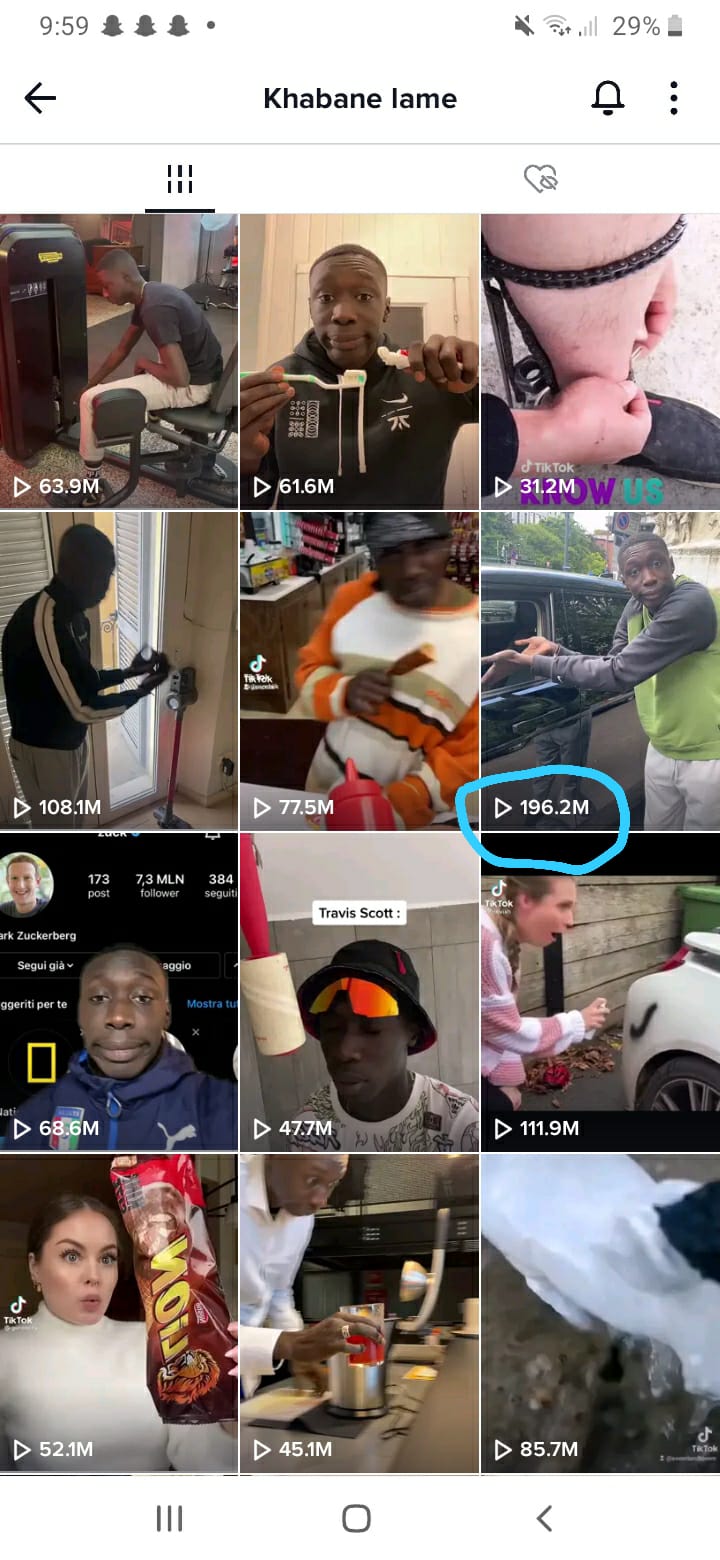 9:59
29%
Khabane lame
63.9M
61.6M
TikTok
31.2M
KNOW US
108.1M
TikTok
77.5M
196.2M
zuck
173
7,3 MLN
384
post
follower
seguiti
ark Zuckerberg
Segui già
aggio
ggeriti per te
Mostra tut
Nati
68.6M
Travis Scott :
47.7M
TikTok
111.9M
LION
TikTok
52.1M
45.1M
TikTok
85.7M